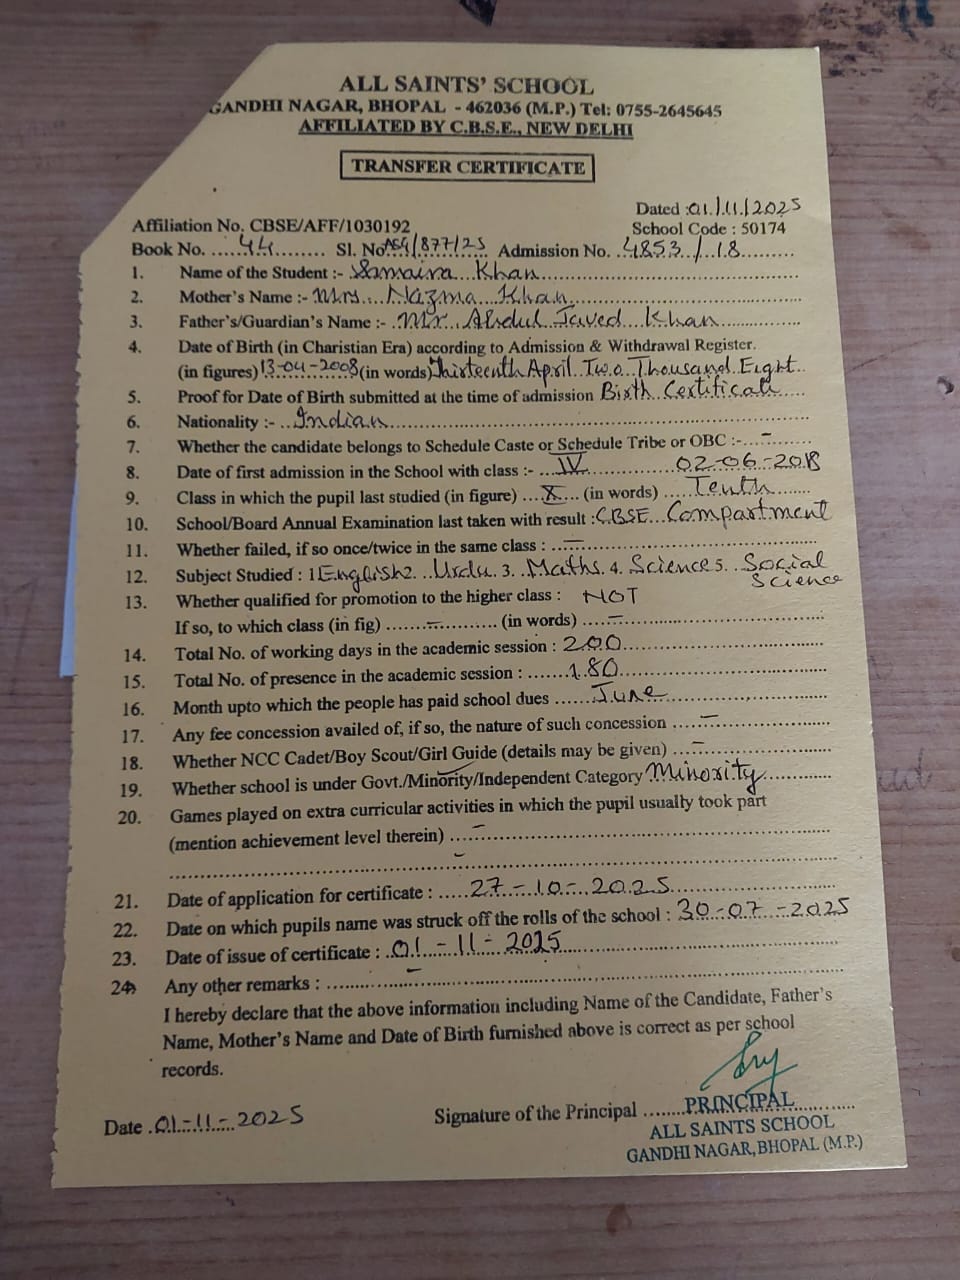 ALL SAINTS' SCHOOL
GANDHI NAGAR, BHOPAL - 462036 (M.P.) Tel: 0755-2645645
AFFILIATED BY C.B.S.E., NEW DELHI
TRANSFER CERTIFICATE
Dated :01/11/2025
Affiliation No. CBSE/AFF/1030192 School Code : 50174
Book No. ....44........ Sl. No ASG/877/25 Admission No. .4853/18..........
1. Name of the Student :- Samaira Khan
2. Mother's Name :- Mrs. Nazma Khan
3. Father's/Guardian's Name :- Mr. Abdul Javed Khan
4. Date of Birth (in Charistian Era) according to Admission & Withdrawal Register.
(in figures) 13-04-2008 (in words) Thirteenth April Two Thousand Eight
5. Proof for Date of Birth submitted at the time of admission Birth Certificate
6. Nationality :- Indian
7. Whether the candidate belongs to Schedule Caste or Schedule Tribe or OBC :- -
8. Date of first admission in the School with class :- IV 02-06-2018
9. Class in which the pupil last studied (in figure) ...X... (in words) .....Tenth.......
10. School/Board Annual Examination last taken with result : CBSE Compartment
11. Whether failed, if so once/twice in the same class : -
12. Subject Studied : 1 English 2. Urdu 3. Maths 4. Science 5. Social
Science
13. Whether qualified for promotion to the higher class : NOT
If so, to which class (in fig) .......-.......... (in words) .....-.....
14. Total No. of working days in the academic session : 200
15. Total No. of presence in the academic session : .......180
16. Month upto which the people has paid school dues ......June
17. Any fee concession availed of, if so, the nature of such concession ....-....
18. Whether NCC Cadet/Boy Scout/Girl Guide (details may be given) ...-...
19. Whether school is under Govt./Minority/Independent Category Minority
20. Games played on extra curricular activities in which the pupil usually took part
(mention achievement level therein) ....-....
-
21. Date of application for certificate : .....27-10-2025
22. Date on which pupils name was struck off the rolls of the school : 30-07-2025
23. Date of issue of certificate : 01-11-2025
24 Any other remarks : -
I hereby declare that the above information including Name of the Candidate, Father's
Name, Mother's Name and Date of Birth furnished above is correct as per school
records.
Date .01-11-2025
Signature of the Principal ........PRINCIPAL
ALL SAINTS SCHOOL
GANDHI NAGAR, BHOPAL (M.P.)